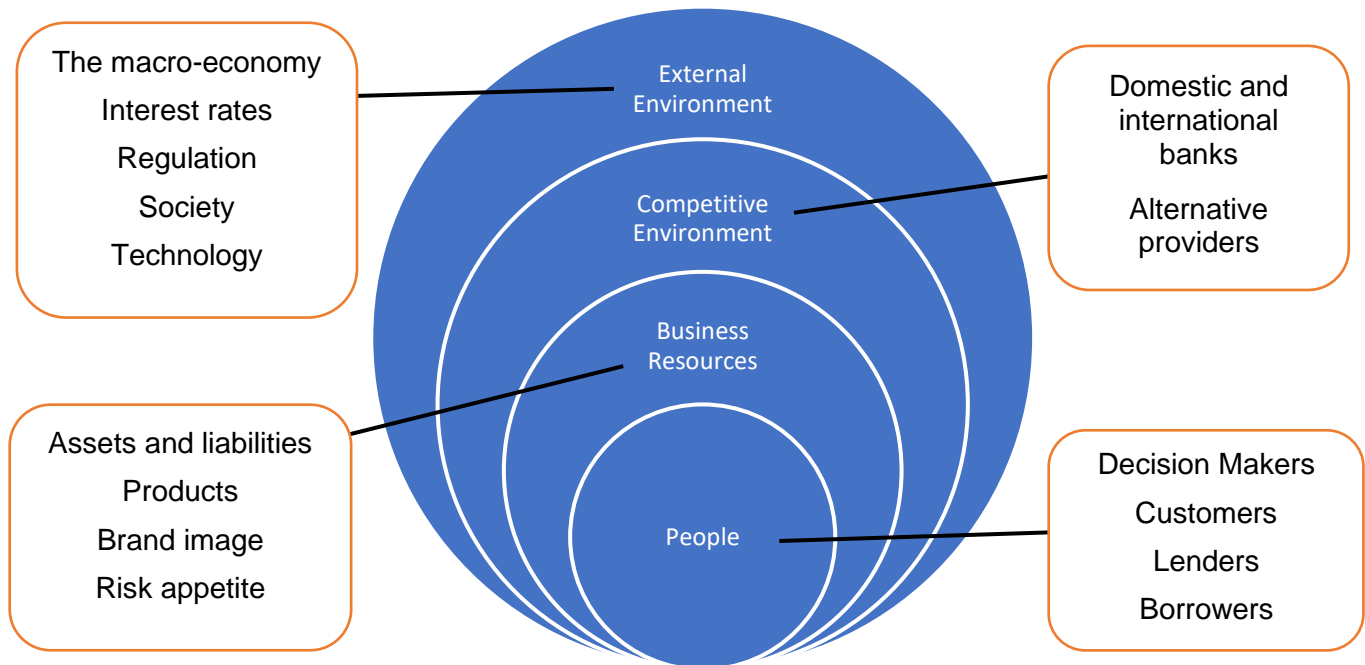 The macro-economy
Interest rates
Regulation
Society
Technology
External
Environment
Domestic and
international
banks
Alternative
providers
Competitive
Environment
Business
Resources
Assets and liabilities
Products
Brand image
Risk appetite
People
Decision Makers
Customers
Lenders
Borrowers